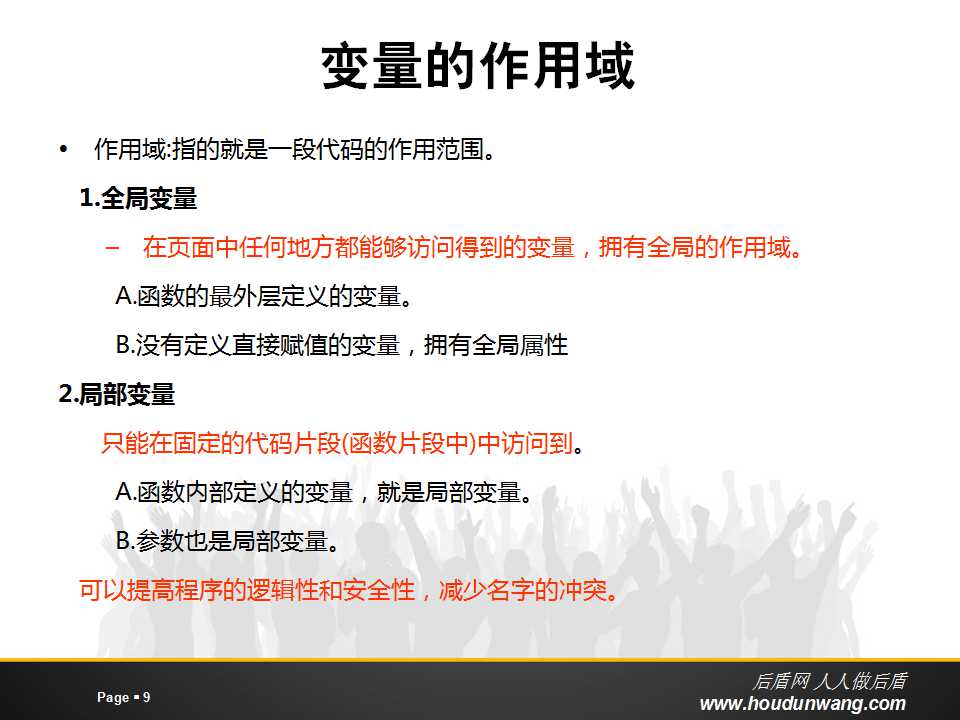 变量的作用域
• 作用域:指的就是一段代码的作用范围。
1.全局变量
– 在页面中任何地方都能够访问得到的变量，拥有全局的作用域。
A.函数的最外层定义的变量。
B.没有定义直接赋值的变量，拥有全局属性
2.局部变量
只能在固定的代码片段(函数片段中)中访问到。
A.函数内部定义的变量，就是局部变量。
B.参数也是局部变量。
可以提高程序的逻辑性和安全性，减少名字的冲突。
Page ▪ 9
后盾网 人人做后盾
www.houdunwang.com